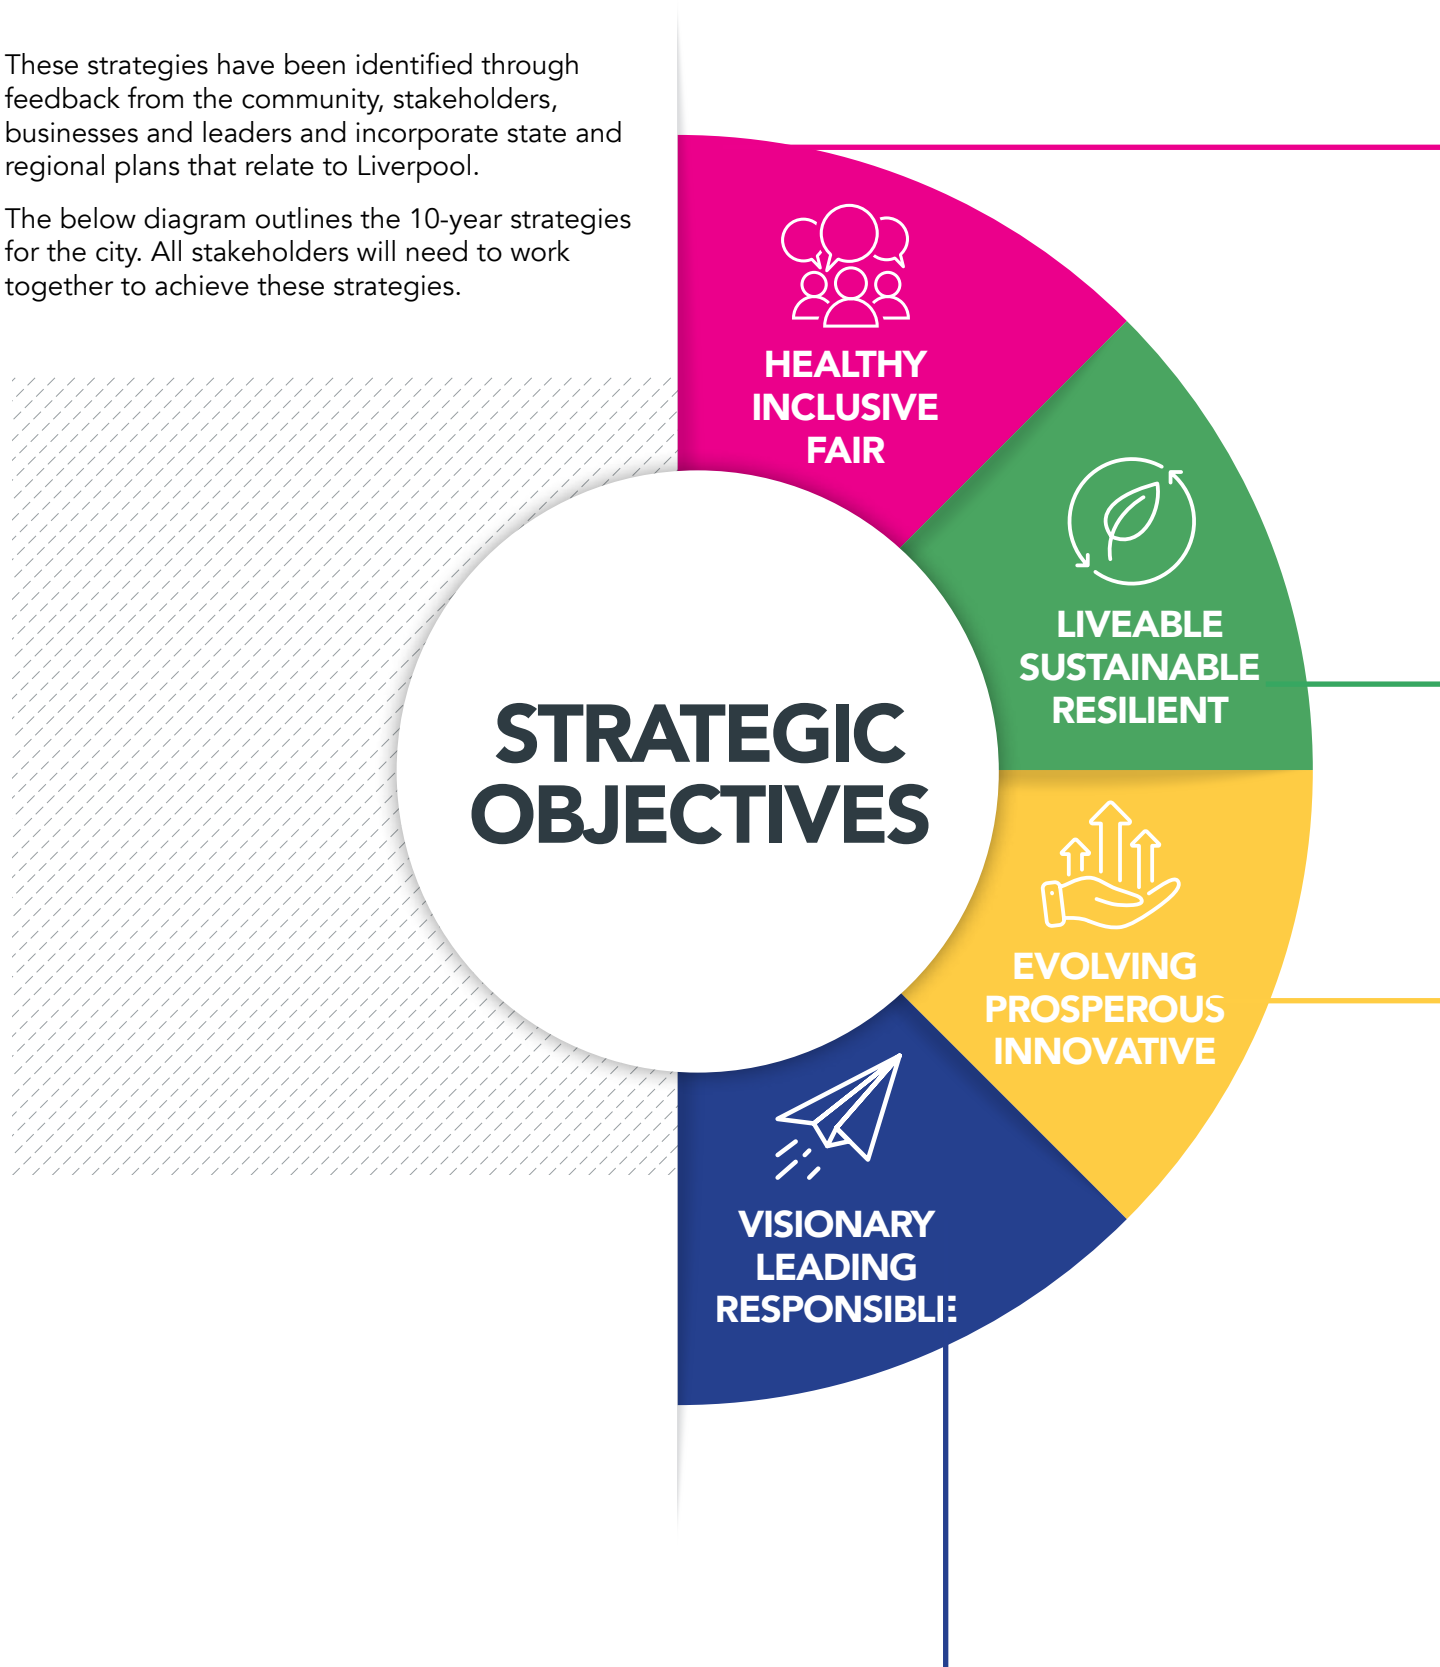 These strategies have been identified through
feedback from the community, stakeholders,
businesses and leaders and incorporate state and
regional plans that relate to Liverpool.
The below diagram outlines the 10-year strategies
for the city. All stakeholders will need to work
together to achieve these strategies.
HEALTHY
INCLUSIVE
FAIR
LIVEABLE
SUSTAINABLE
RESILIENT
STRATEGIC
OBJECTIVES
EVOLVING
PROSPEROUS
INNOVATIVE
VISIONARY
LEADING
RESPONSIBLE